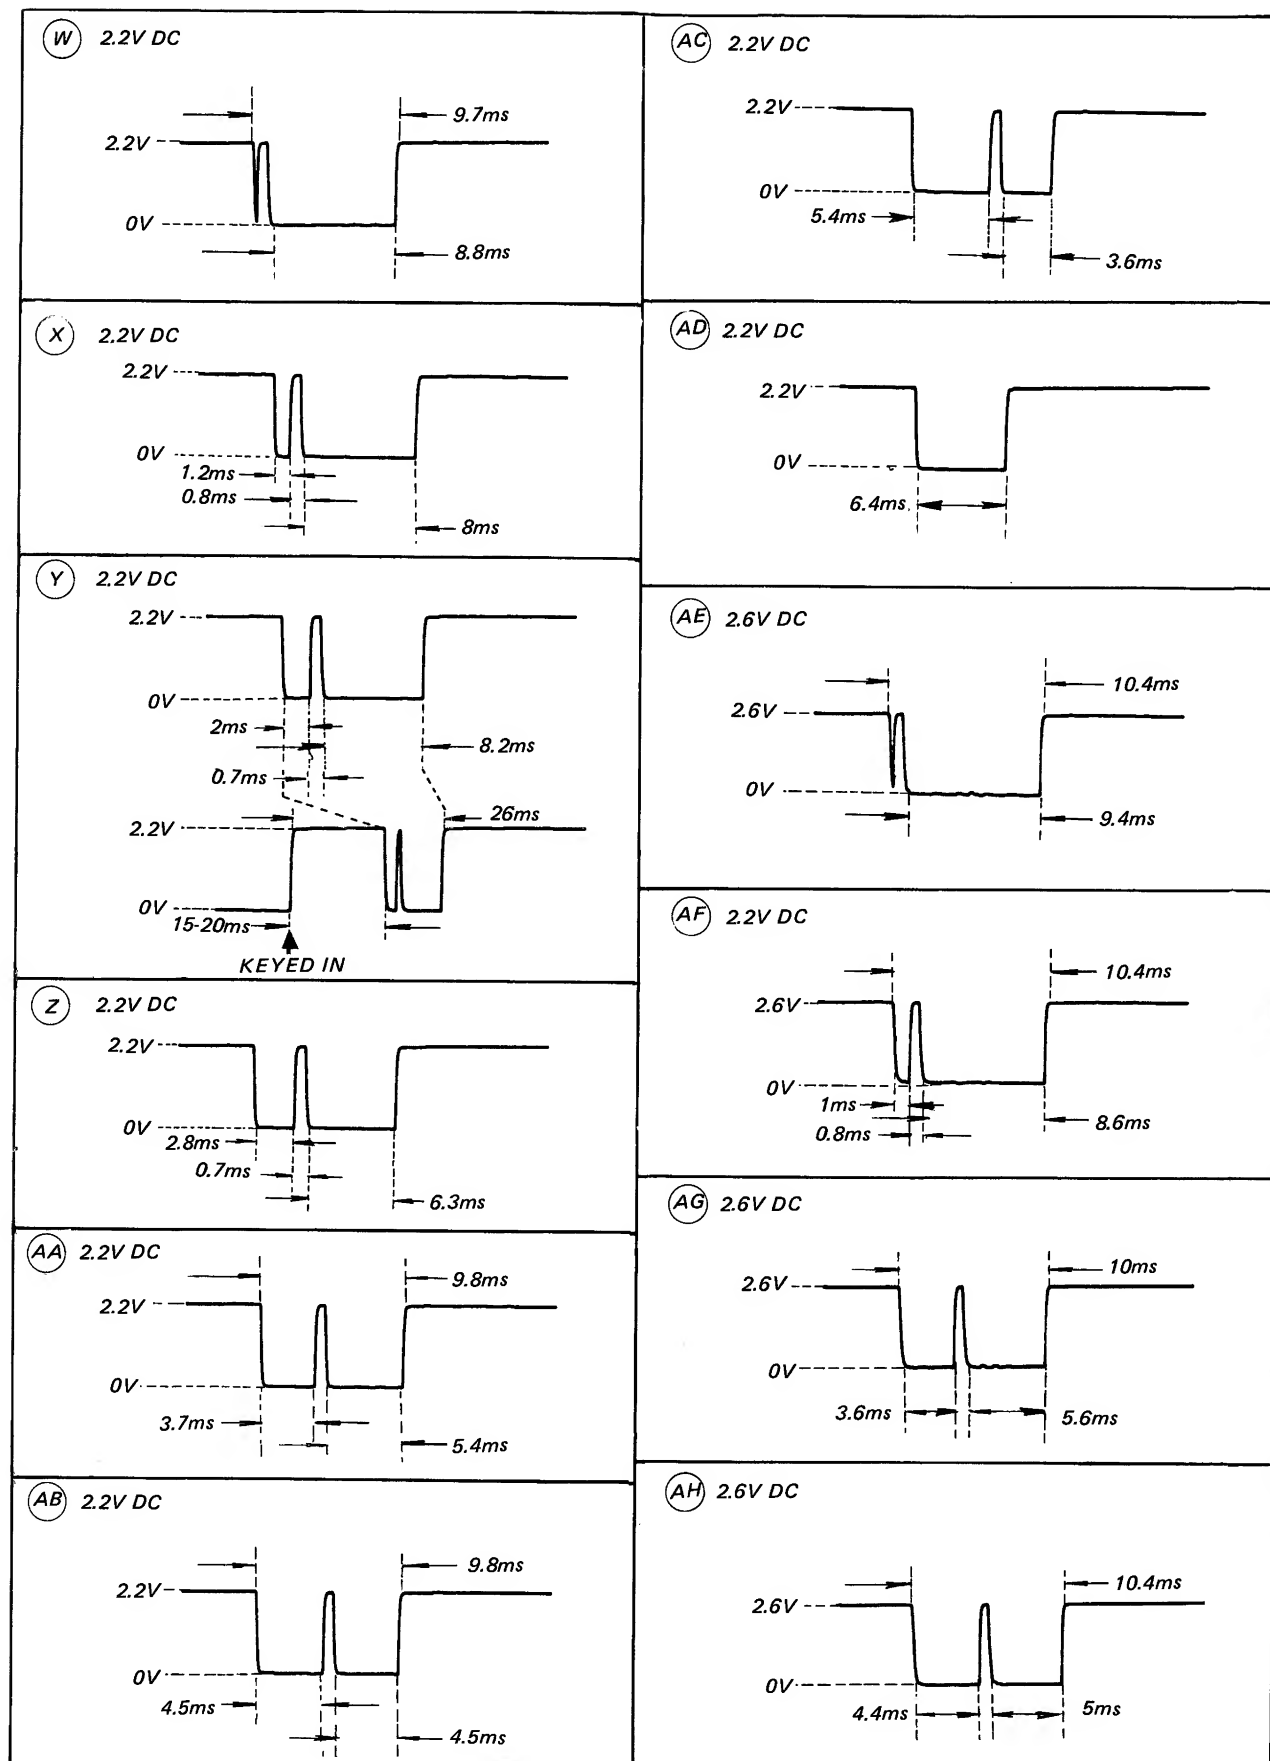 W 2.2V DC
9.7ms
2.2V
0V
8.8ms
X 2.2V DC
2.2V
0V
1.2ms
0.8ms
8ms
Y 2.2V DC
2.2V
0V
2ms
8.2ms
0.7ms
26ms
2.2V
0V
15-20ms
KEYED IN
Z 2.2V DC
2.2V
0V
2.8ms
0.7ms
6.3ms
AA 2.2V DC
9.8ms
2.2V
0V
3.7ms
5.4ms
AB 2.2V DC
9.8ms
2.2V
0V
4.5ms
4.5ms
AC 2.2V DC
2.2V
0V
5.4ms
3.6ms
AD 2.2V DC
2.2V
0V
6.4ms
AE 2.6V DC
10.4ms
2.6V
0V
9.4ms
AF 2.2V DC
10.4ms
2.6V
0V
1ms
8.6ms
0.8ms
AG 2.6V DC
10ms
2.6V
0V
3.6ms
5.6ms
AH 2.6V DC
10.4ms
2.6V
0V
4.4ms
5ms